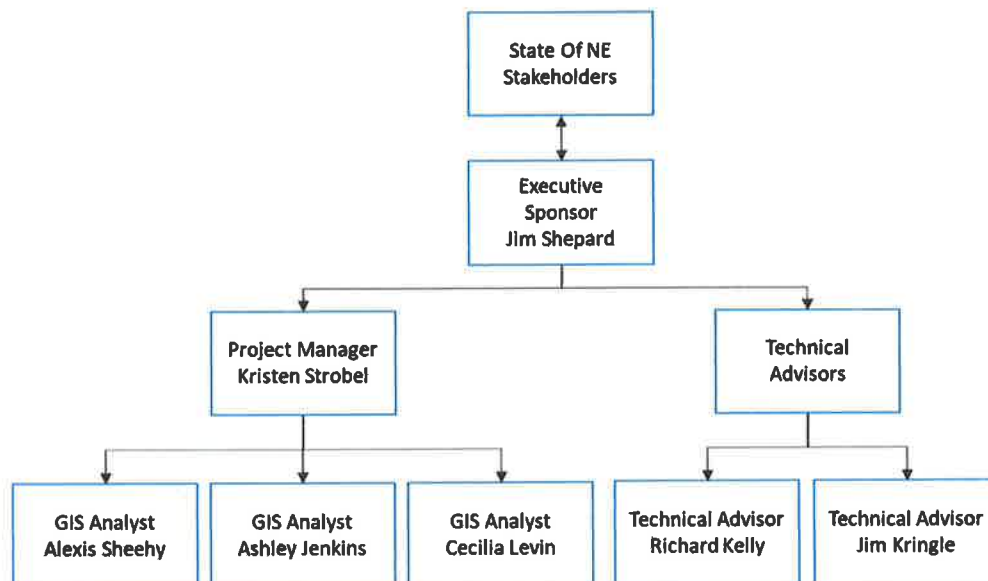 State Of NE
Stakeholders
Executive
Sponsor
Jim Shepard
Project Manager
Kristen Strobel
Technical
Advisors
GIS Analyst
Alexis Sheehy
GIS Analyst
Ashley Jenkins
GIS Analyst
Cecilia Levin
Technical Advisor
Richard Kelly
Technical Advisor
Jim Kringle